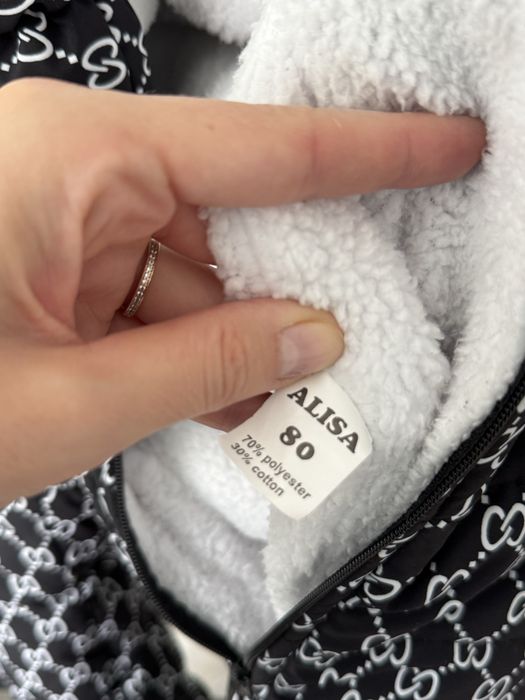 ALISA
80
70% polyester
30% cotton